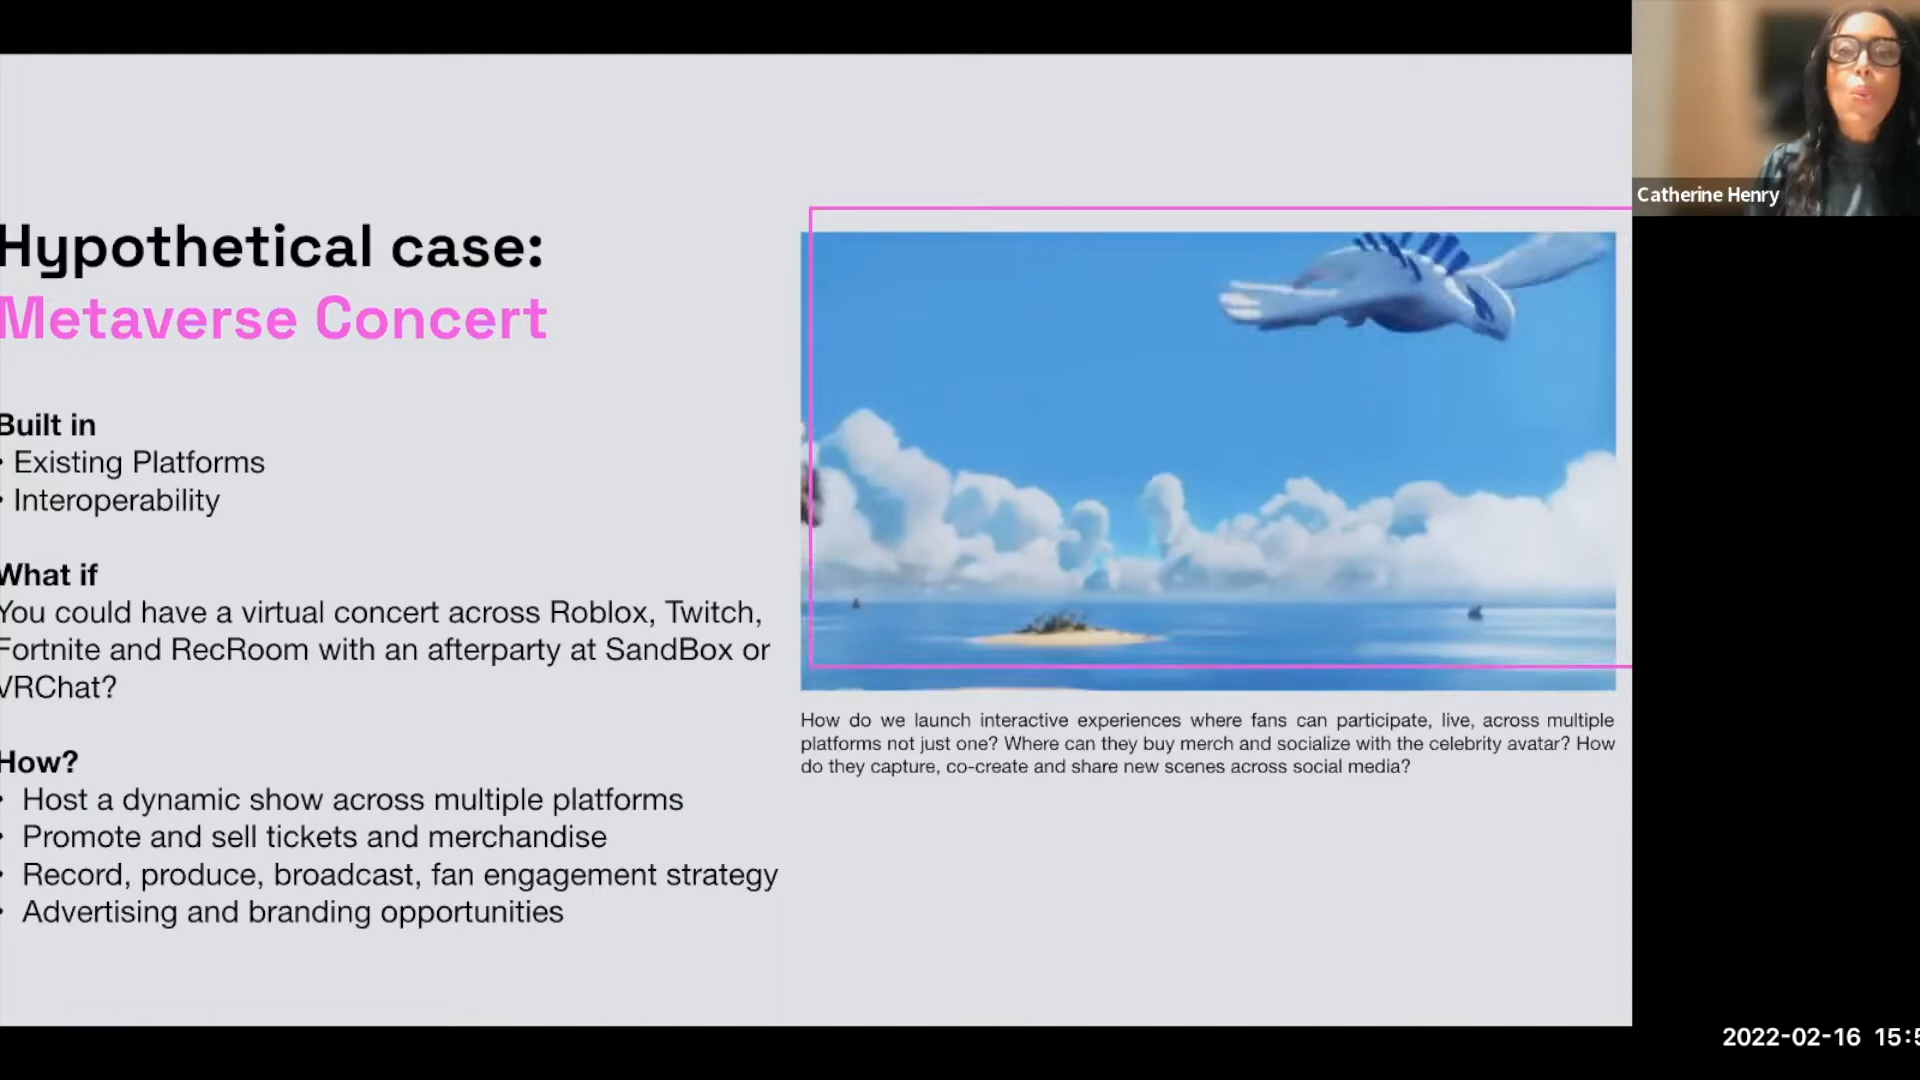 Hypothetical case:
Metaverse Concert
Built in
• Existing Platforms
• Interoperability
What if
You could have a virtual concert across Roblox, Twitch,
Fortnite and RecRoom with an afterparty at SandBox or
VRChat?
How?
• Host a dynamic show across multiple platforms
• Promote and sell tickets and merchandise
• Record, produce, broadcast, fan engagement strategy
• Advertising and branding opportunities
How do we launch interactive experiences where fans can participate, live, across multiple
platforms not just one? Where can they buy merch and socialize with the celebrity avatar? How
do they capture, co-create and share new scenes across social media?
Catherine Henry
2022-02-16 15:5